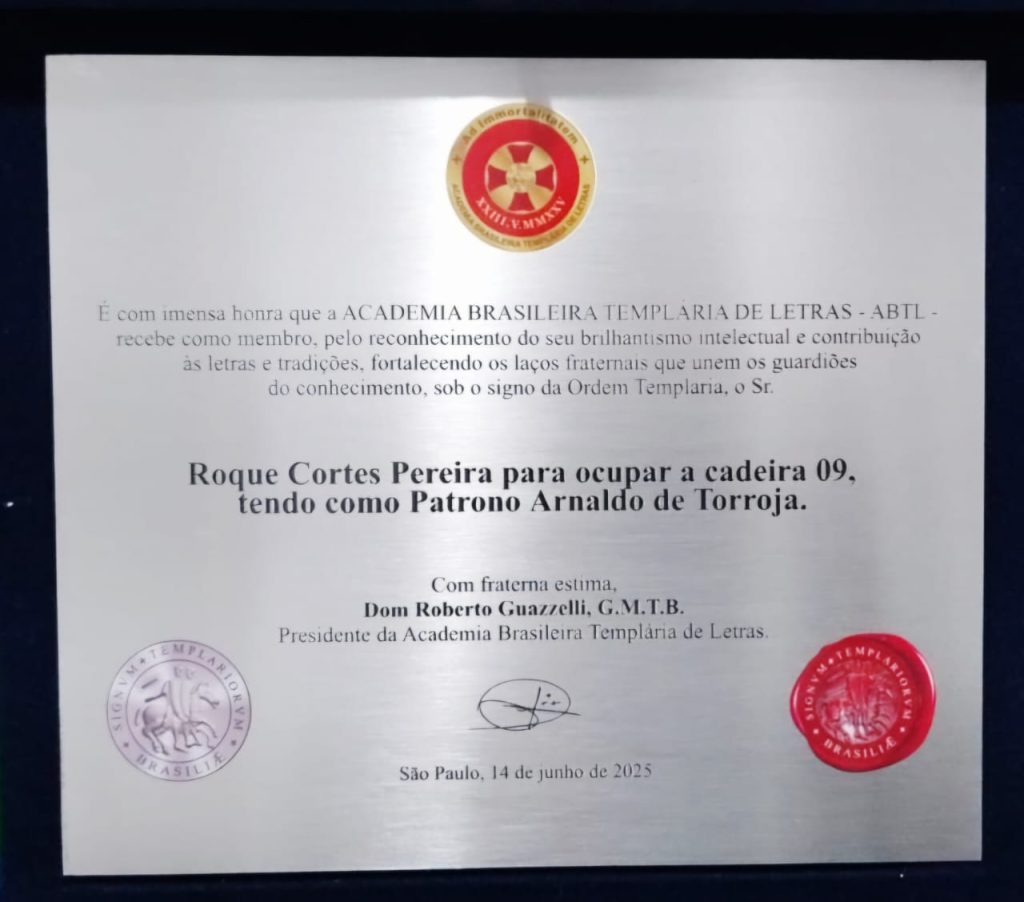 Ad Immortalitatem
XXIII.V.MMXXV
ACADEMIA BRASILEIRA TEMPLÁRIA DE LETRAS
É com imensa honra que a ACADEMIA BRASILEIRA TEMPLÁRIA DE LETRAS - ABTL -
recebe como membro, pelo reconhecimento do seu brilhantismo intelectual e contribuição
às letras e tradições, fortalecendo os laços fraternais que unem os guardiões
do conhecimento, sob o signo da Ordem Templaria, o Sr.
Roque Cortes Pereira para ocupar a cadeira 09,
tendo como Patrono Arnaldo de Torroja.
Com fraterna estima,
Dom Roberto Guazzelli, G.M.T.B.
Presidente da Academia Brasileira Templária de Letras.
SIGNVM + TEMPLARIORVM + BRASILIÆ
SIGNVM + TEMPLARIORVM + BRASILIÆ
São Paulo, 14 de junho de 2025